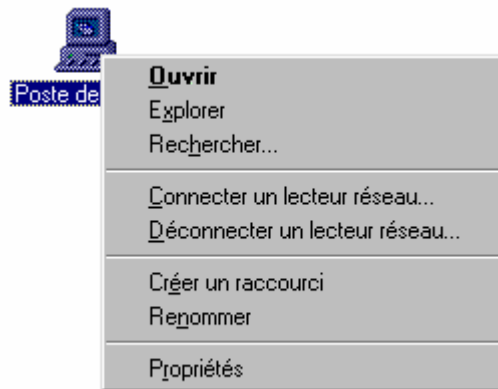 Poste de
Ouvrir
Explorer
Rechercher...
Connecter un lecteur réseau...
Déconnecter un lecteur réseau...
Créer un raccourci
Renommer
Propriétés